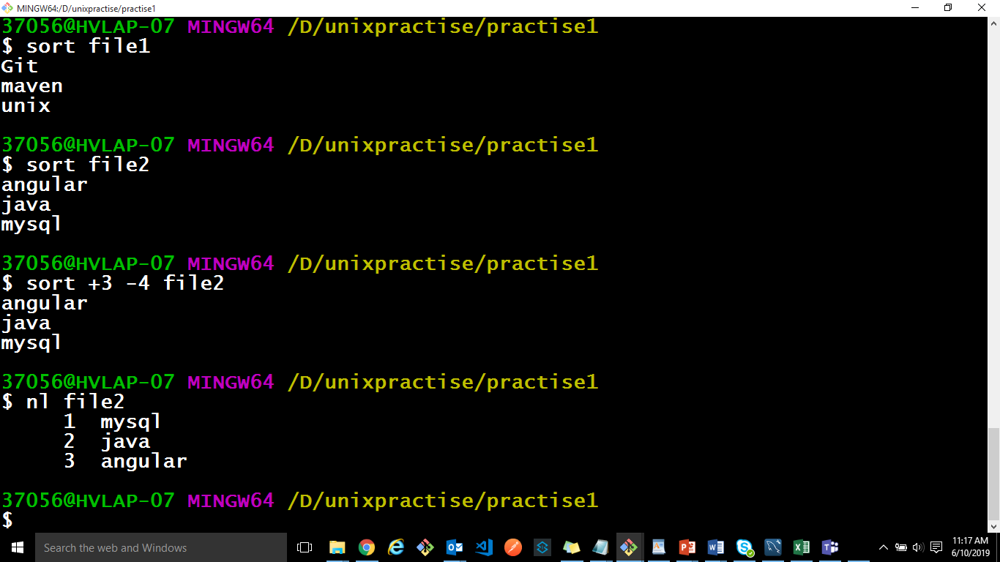 MINGW64:/D/unixpractise/practise1
37056@HVLAP-07 MINGW64 /D/unixpractise/practise1
$ sort file1
Git
maven
unix
37056@HVLAP-07 MINGW64 /D/unixpractise/practise1
$ sort file2
angular
java
mysql
37056@HVLAP-07 MINGW64 /D/unixpractise/practise1
$ sort +3 -4 file2
angular
java
mysql
37056@HVLAP-07 MINGW64 /D/unixpractise/practise1
$ nl file2
1 mysql
2 java
3 angular
37056@HVLAP-07 MINGW64 /D/unixpractise/practise1
$
Search the web and Windows
11:17 AM
6/10/2019